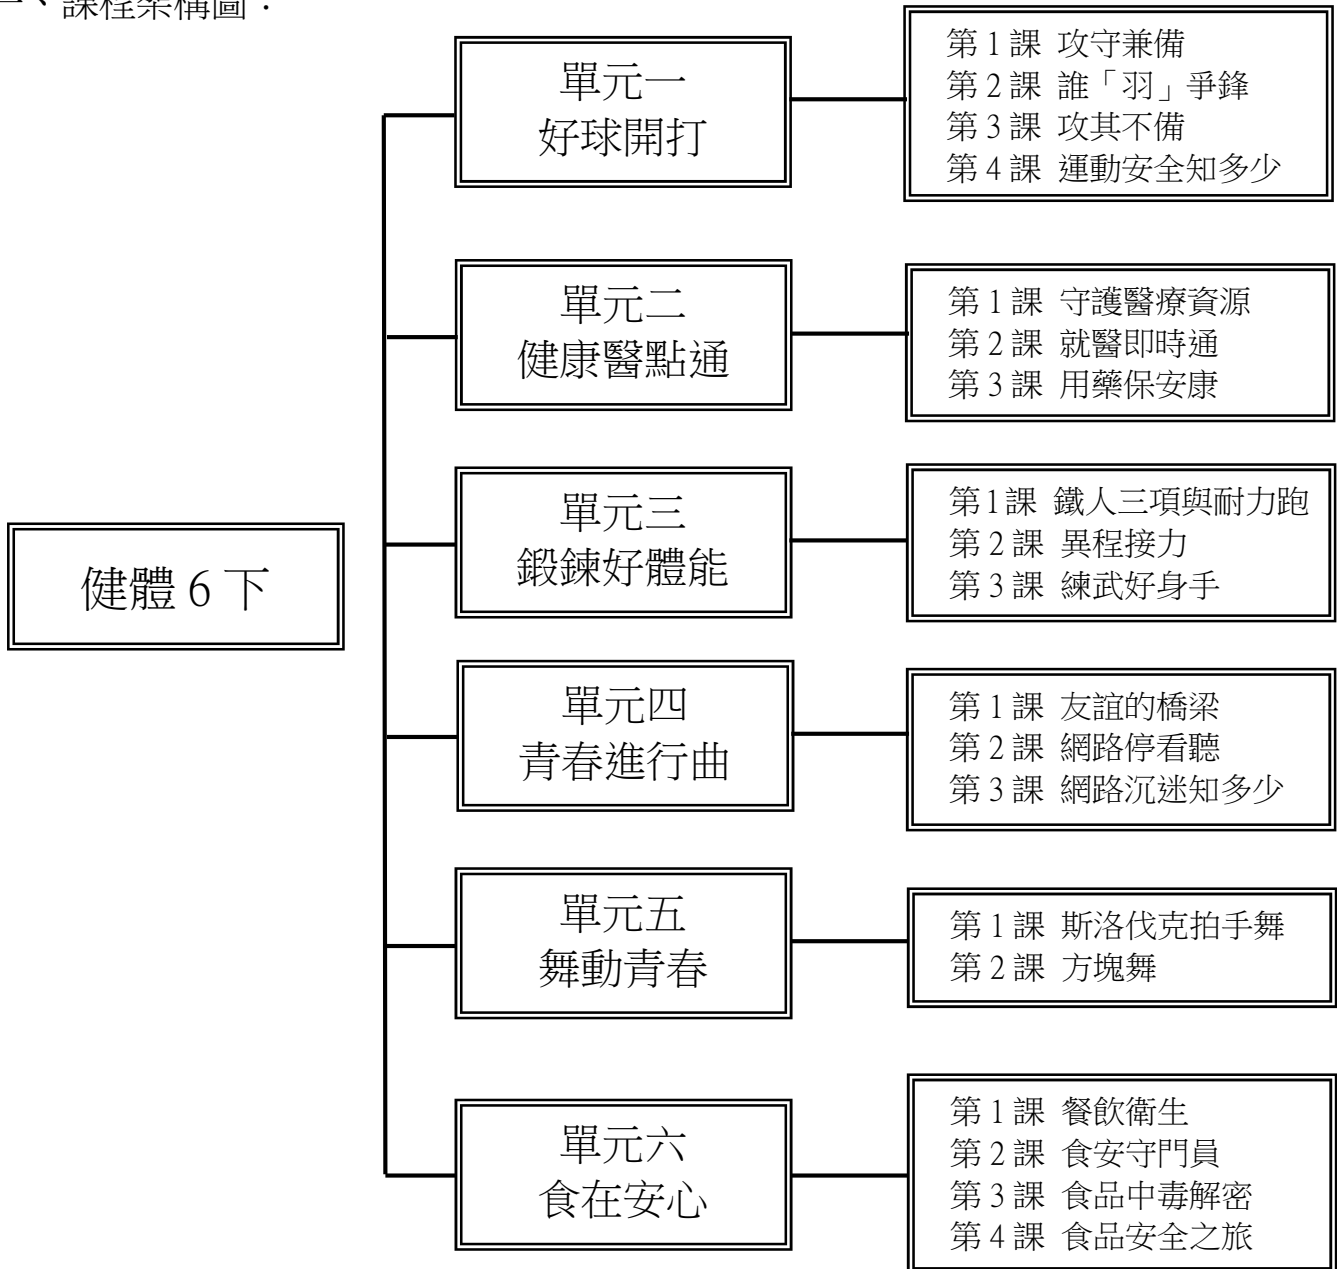 、課程架構圖：
健體 6 下
單元一
好球開打
第 1 課 攻守兼備
第 2 課 誰「羽」爭鋒
第 3 課 攻其不備
第 4 課 運動安全知多少
單元二
健康醫點通
第 1 課 守護醫療資源
第 2 課 就醫即時通
第 3 課 用藥保安康
單元三
鍛鍊好體能
第 1 課 鐵人三項與耐力跑
第 2 課 異程接力
第 3 課 練武好身手
單元四
青春進行曲
第 1 課 友誼的橋梁
第 2 課 網路停看聽
第 3 課 網路沉迷知多少
單元五
舞動青春
第 1 課 斯洛伐克拍手舞
第 2 課 方塊舞
單元六
食在安心
第 1 課 餐飲衛生
第 2 課 食安守門員
第 3 課 食品中毒解密
第 4 課 食品安全之旅